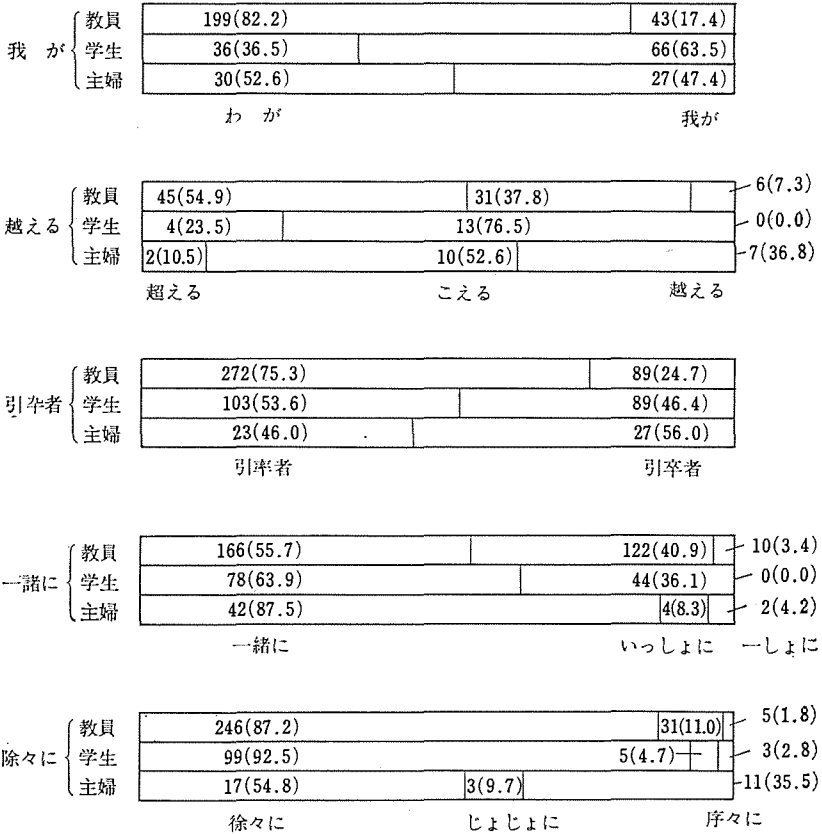 我が 教員 199(82.2) 43(17.4)
学生 36(36.5) 66(63.5)
主婦 30(52.6) 27(47.4)
わが 我が
越える 教員 45(54.9) 31(37.8) 6(7.3)
学生 4(23.5) 13(76.5) 0(0.0)
主婦 2(10.5) 10(52.6) 7(36.8)
超える こえる 越える
教員 272(75.3) 89(24.7)
引卆者 学生 103(53.6) 89(46.4)
主婦 23(46.0) 27(56.0)
引率者 引卒者
教員 166(55.7) 122(40.9) 10(3.4)
一諸に 学生 78(63.9) 44(36.1) 0(0.0)
主婦 42(87.5) 4(8.3) 2(4.2)
一緒に いっしょに 一しょに
教員 246(87.2) 31(11.0) 5(1.8)
除々に 学生 99(92.5) 5(4.7) 3(2.8)
主婦 17(54.8) 3(9.7) 11(35.5)
徐々に じょじょに 序々に